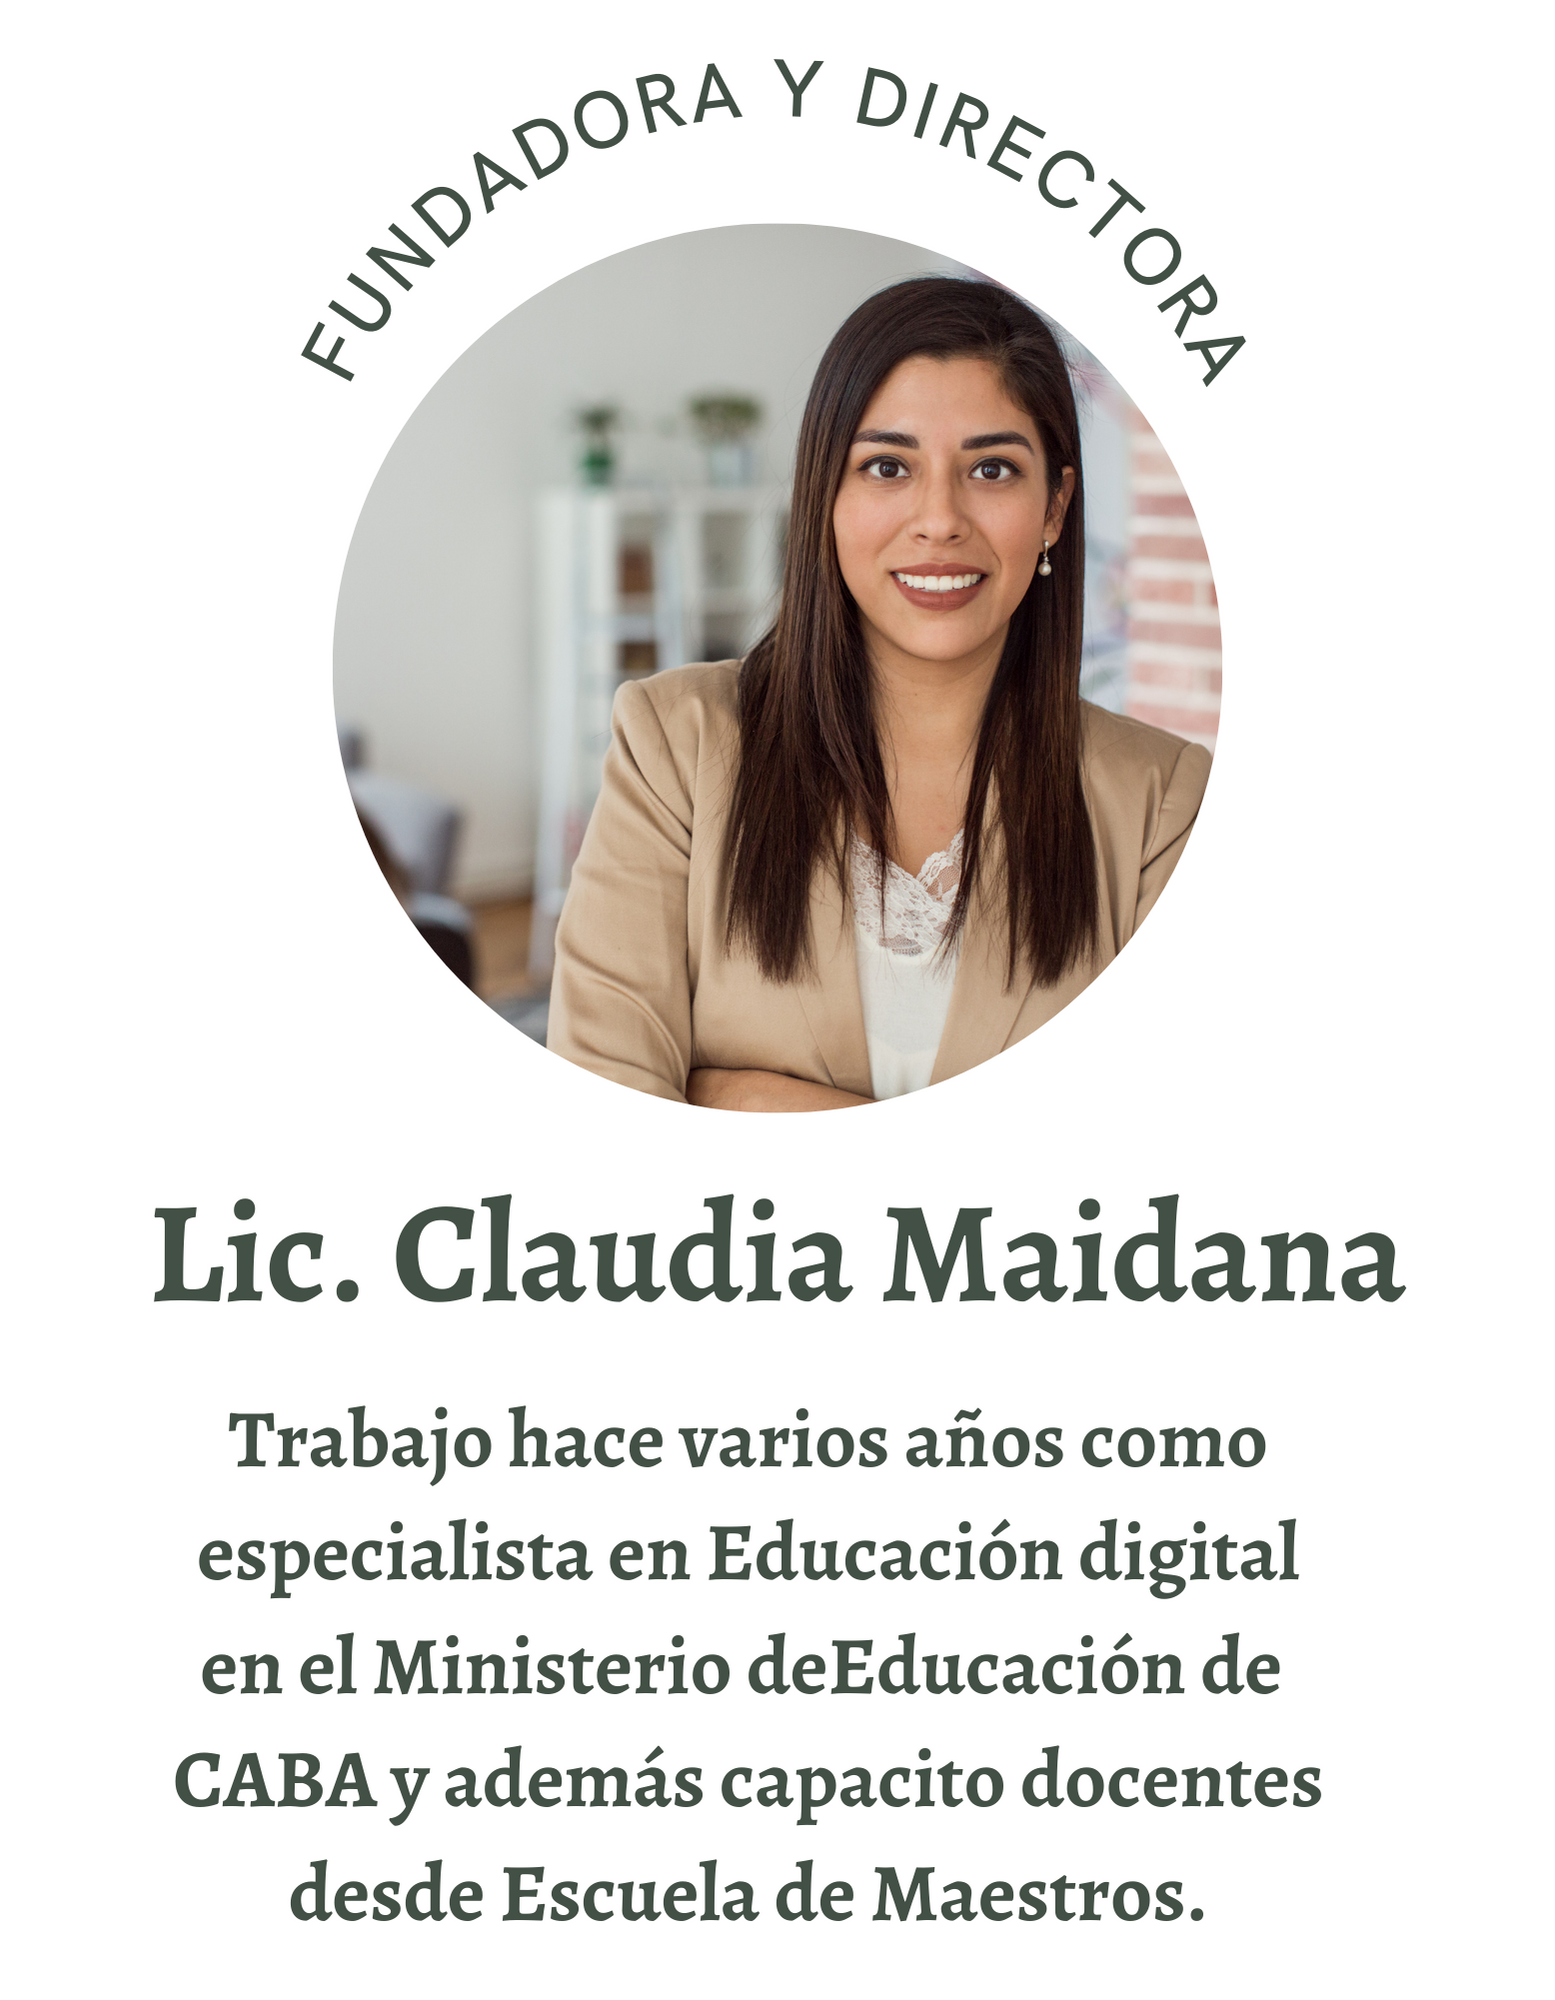 FUNDADORA Y DIRECTORA
Lic. Claudia Maidana
Trabajo hace varios años como
especialista en Educación digital
en el Ministerio deEducación de
CABA y además capacito docentes
desde Escuela de Maestros.